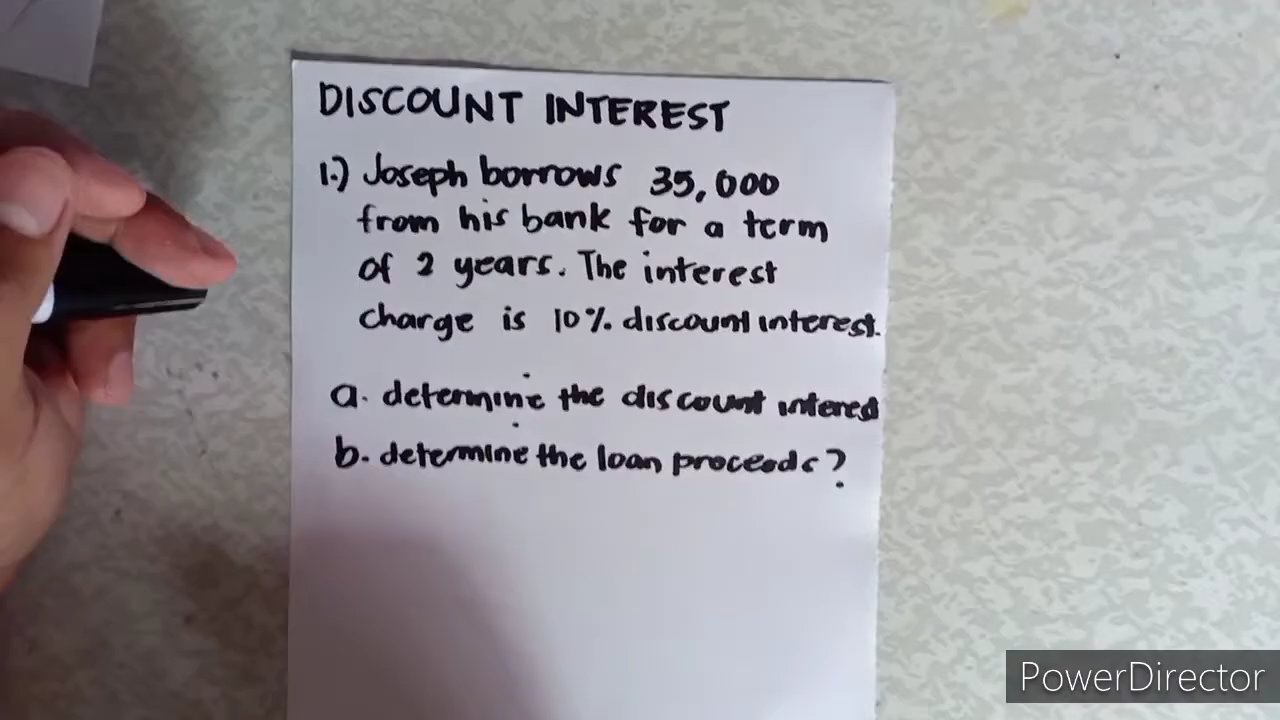 DISCOUNT INTEREST
1.) Joseph borrows 35,000
from his bank for a term
of 2 years. The interest
charge is 10% discount interest.
a. determine the discount interest
b. determine the loan proceeds?
PowerDirector